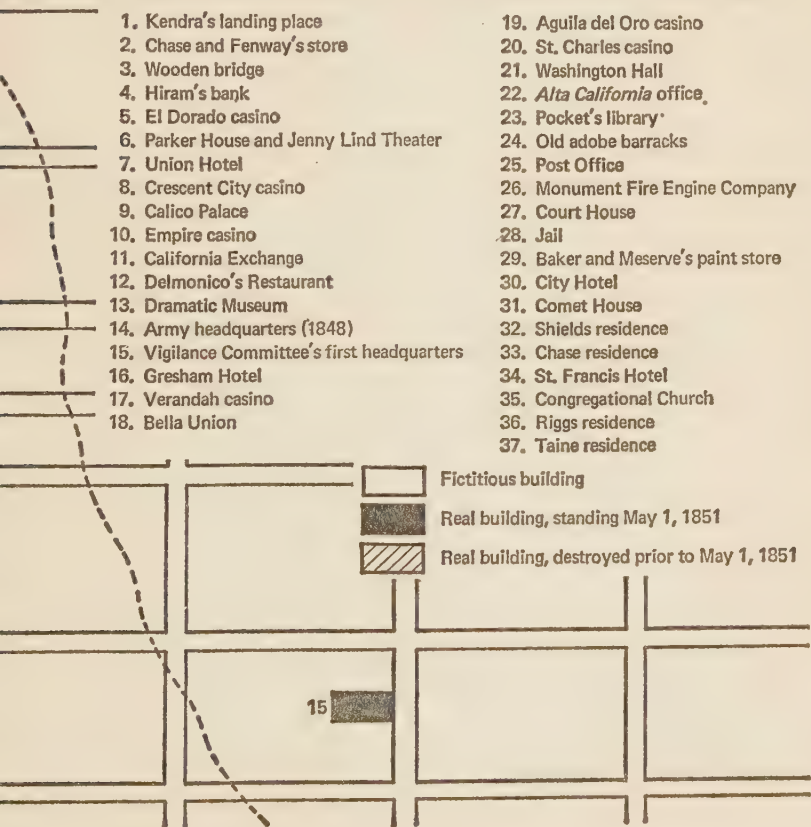 1. Kendra's landing place
2. Chase and Fenway's store
3. Wooden bridge
4. Hiram's bank
5. El Dorado casino
6. Parker House and Jenny Lind Theater
7. Union Hotel
8. Crescent City casino
9. Calico Palace
10. Empire casino
11. California Exchange
12. Delmonico's Restaurant
13. Dramatic Museum
14. Army headquarters (1848)
15. Vigilance Committee's first headquarters
16. Gresham Hotel
17. Verandah casino
18. Bella Union
19. Aguila del Oro casino
20. St. Charles casino
21. Washington Hall
22. Alta California office
23. Pocket's library
24. Old adobe barracks
25. Post Office
26. Monument Fire Engine Company
27. Court House
28. Jail
29. Baker and Meserve's paint store
30. City Hotel
31. Comet House
32. Shields residence
33. Chase residence
34. St. Francis Hotel
35. Congregational Church
36. Riggs residence
37. Taine residence
Fictitious building
Real building, standing May 1, 1851
Real building, destroyed prior to May 1, 1851
15